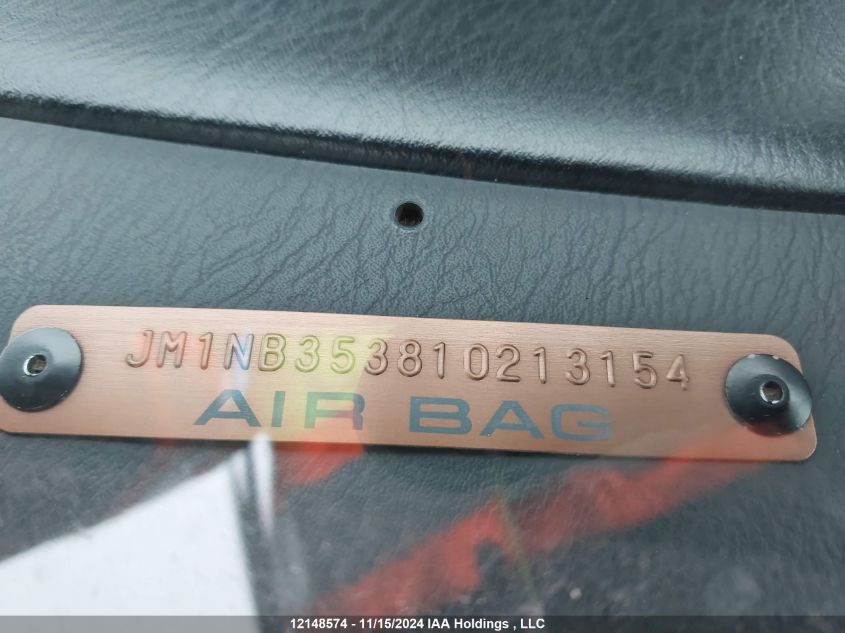 JM1NB353810213154
AIR BAG
12148574 - 11/15/2024 IAA Holdings , LLC